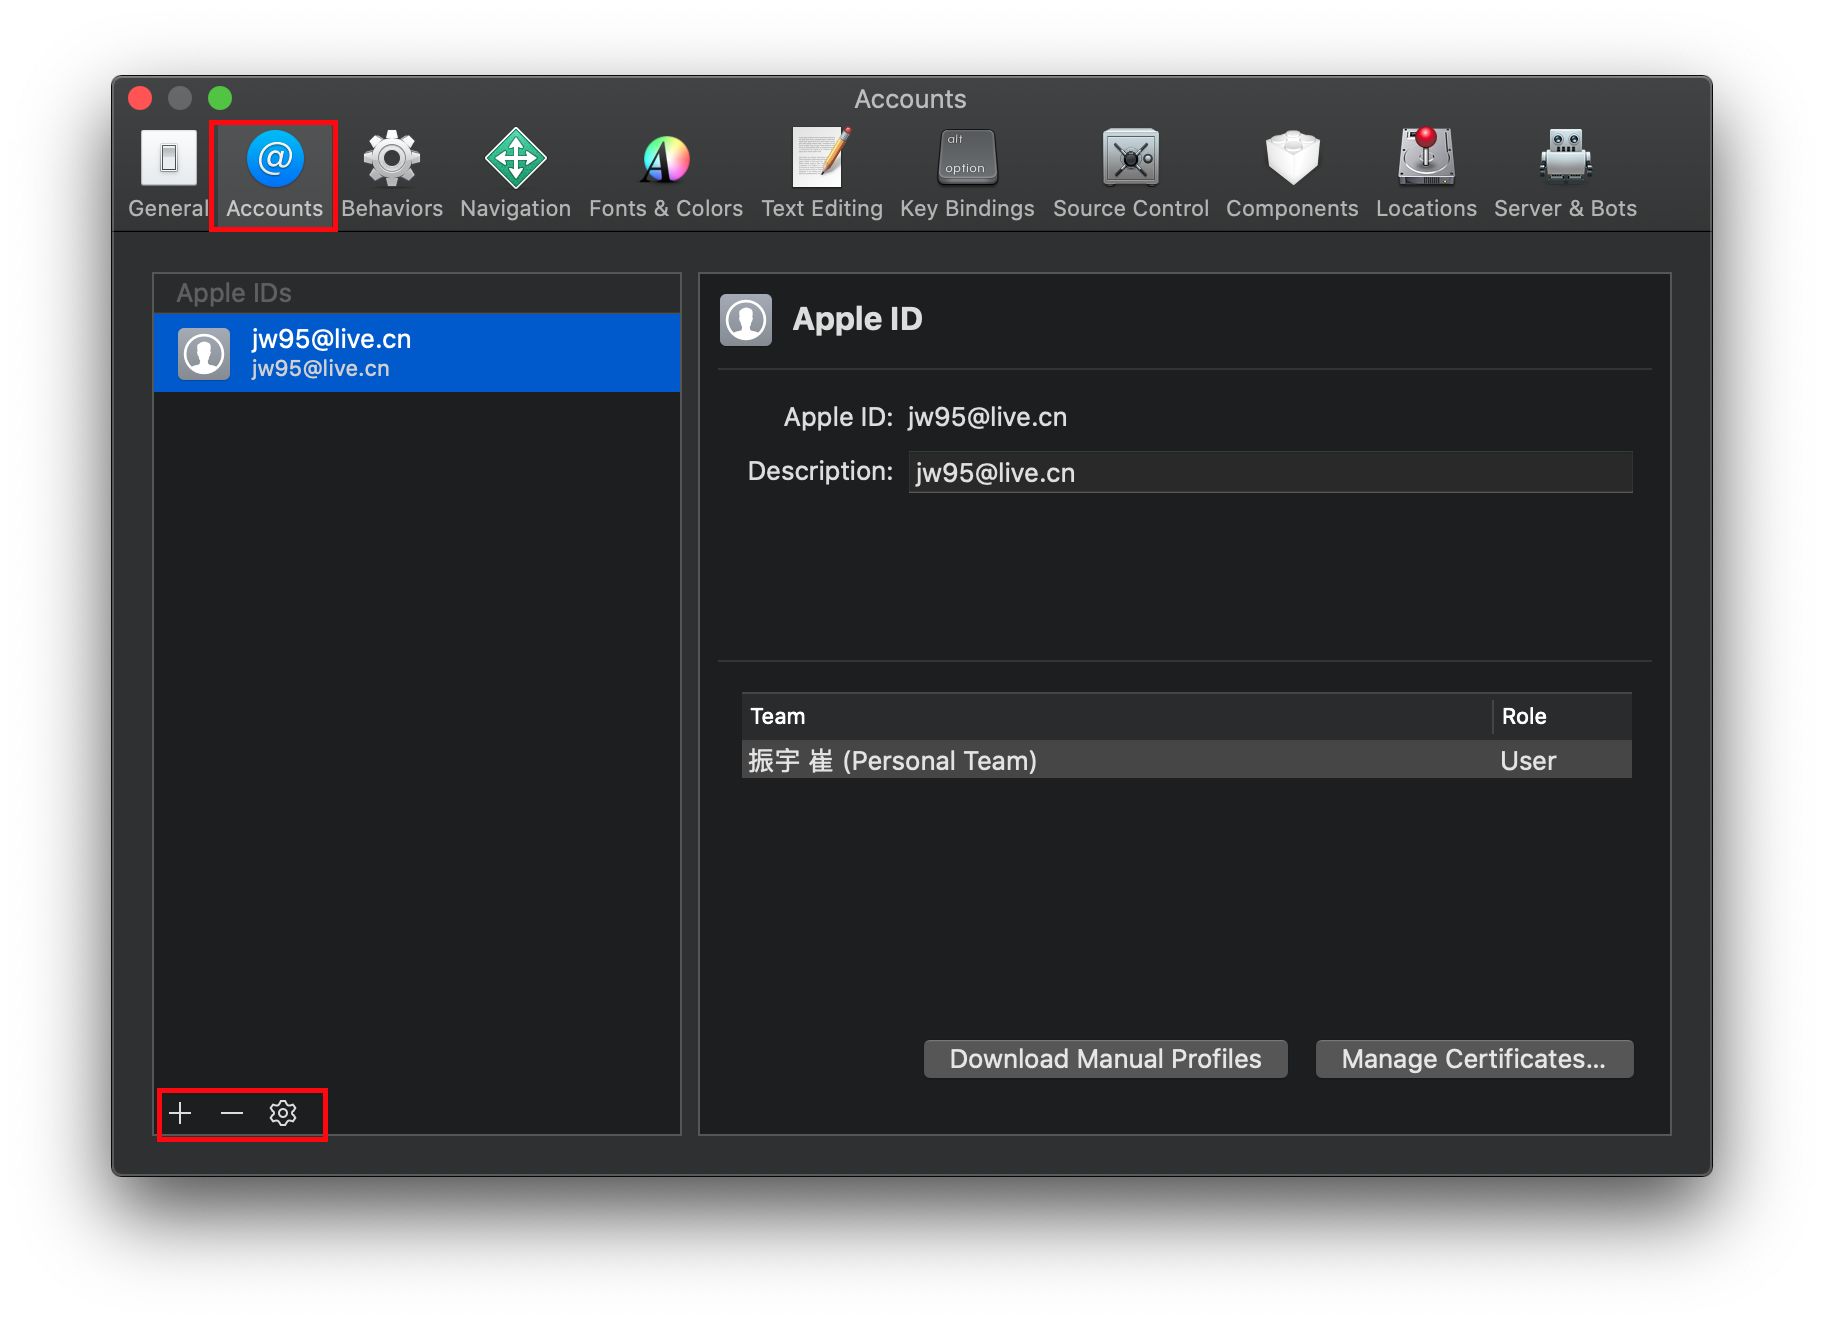 Accounts
General
Accounts
Behaviors
Navigation
Fonts & Colors
Text Editing
alt
option
Key Bindings
Source Control
Components
Locations
Server & Bots
Apple IDs
jw95@live.cn
jw95@live.cn
Apple ID
Apple ID: jw95@live.cn
Description: jw95@live.cn
Team Role
振宇 崔 (Personal Team) User
Download Manual Profiles Manage Certificates...